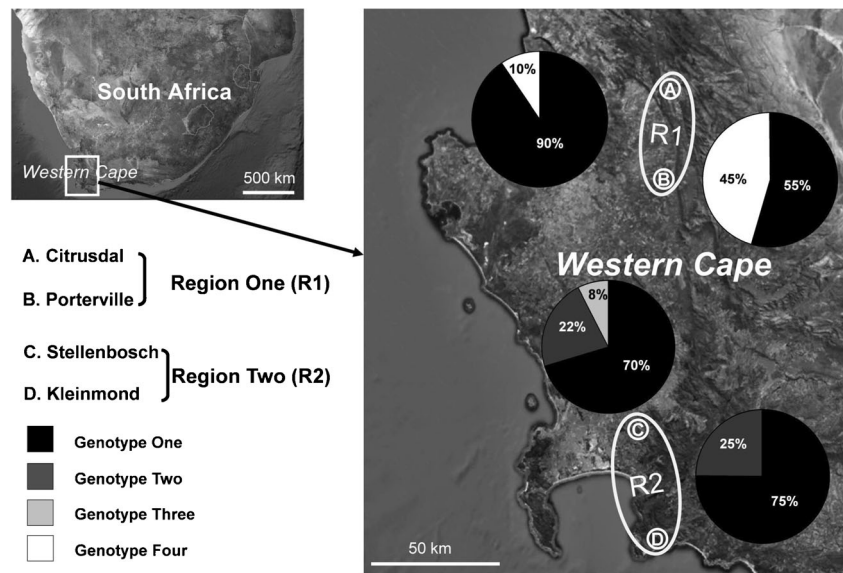 South Africa
Western Cape
500 km
A. Citrusdal
B. Porterville
Region One (R1)
C. Stellenbosch
D. Kleinmond
Region Two (R2)
Genotype One
Genotype Two
Genotype Three
Genotype Four
10%
90%
A
R1
B
45%
55%
Western Cape
8%
22%
70%
C
R2
D
25%
75%
50 km